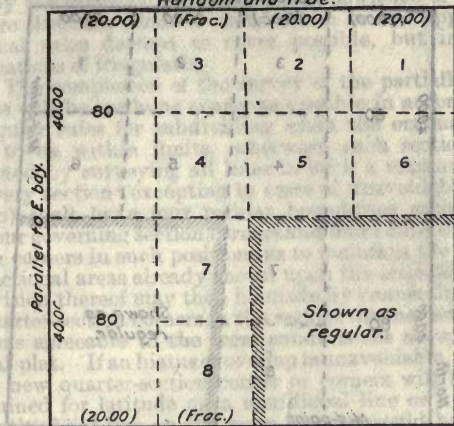 Random and True.
(20.00) (Frac.) (20.00) (20.00)
3 2 1
40.00
80
4 5 6
Parallel to E. bdy.
7
Shown as
regular.
40.00
80
8
(20.00) (Frac.)